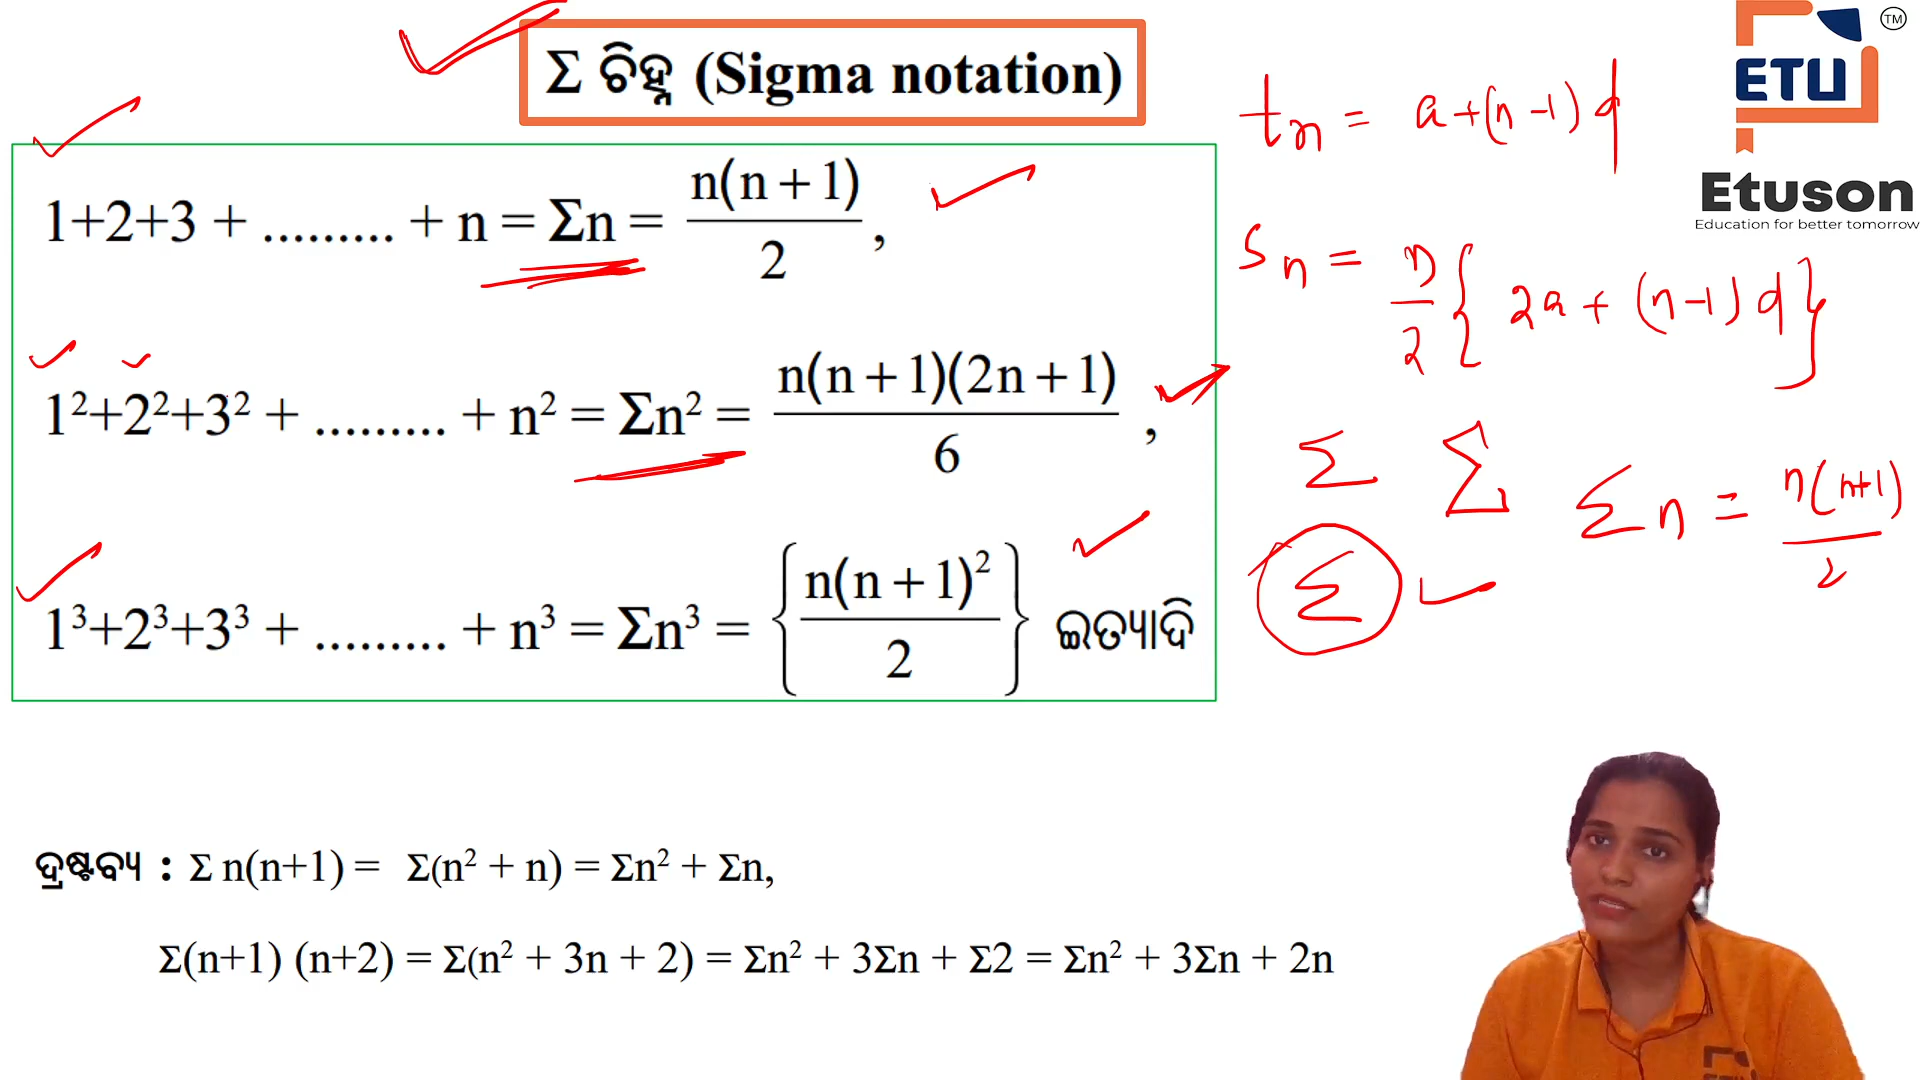 Σ ଚିହ୍ନ (Sigma notation)
1+2+3 + ......... + n = Σn = n(n + 1) / 2 ,
1²+2²+3² + ......... + n² = Σn² = n(n + 1)(2n + 1) / 6 ,
1³+2³+3³ + ......... + n³ = Σn³ = { n(n + 1)² / 2 } ଇତ୍ୟାଦି
ଦ୍ରଷ୍ଟବ୍ୟ : Σ n(n+1) = Σ(n² + n) = Σn² + Σn,
Σ(n+1) (n+2) = Σ(n² + 3n + 2) = Σn² + 3Σn + Σ2 = Σn² + 3Σn + 2n
tn = a+(n-1)d
Sn = n/2 { 2a + (n-1)d }
Σ Σ Σn = n(n+1) / 2
Σ
ETU TM
Etuson
Education for better tomorrow
ETU